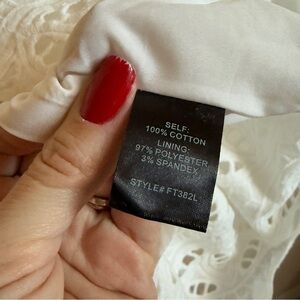 SELF:
100% COTTON
LINING:
97% POLYESTER
3% SPANDEX
STYLE# FT382L